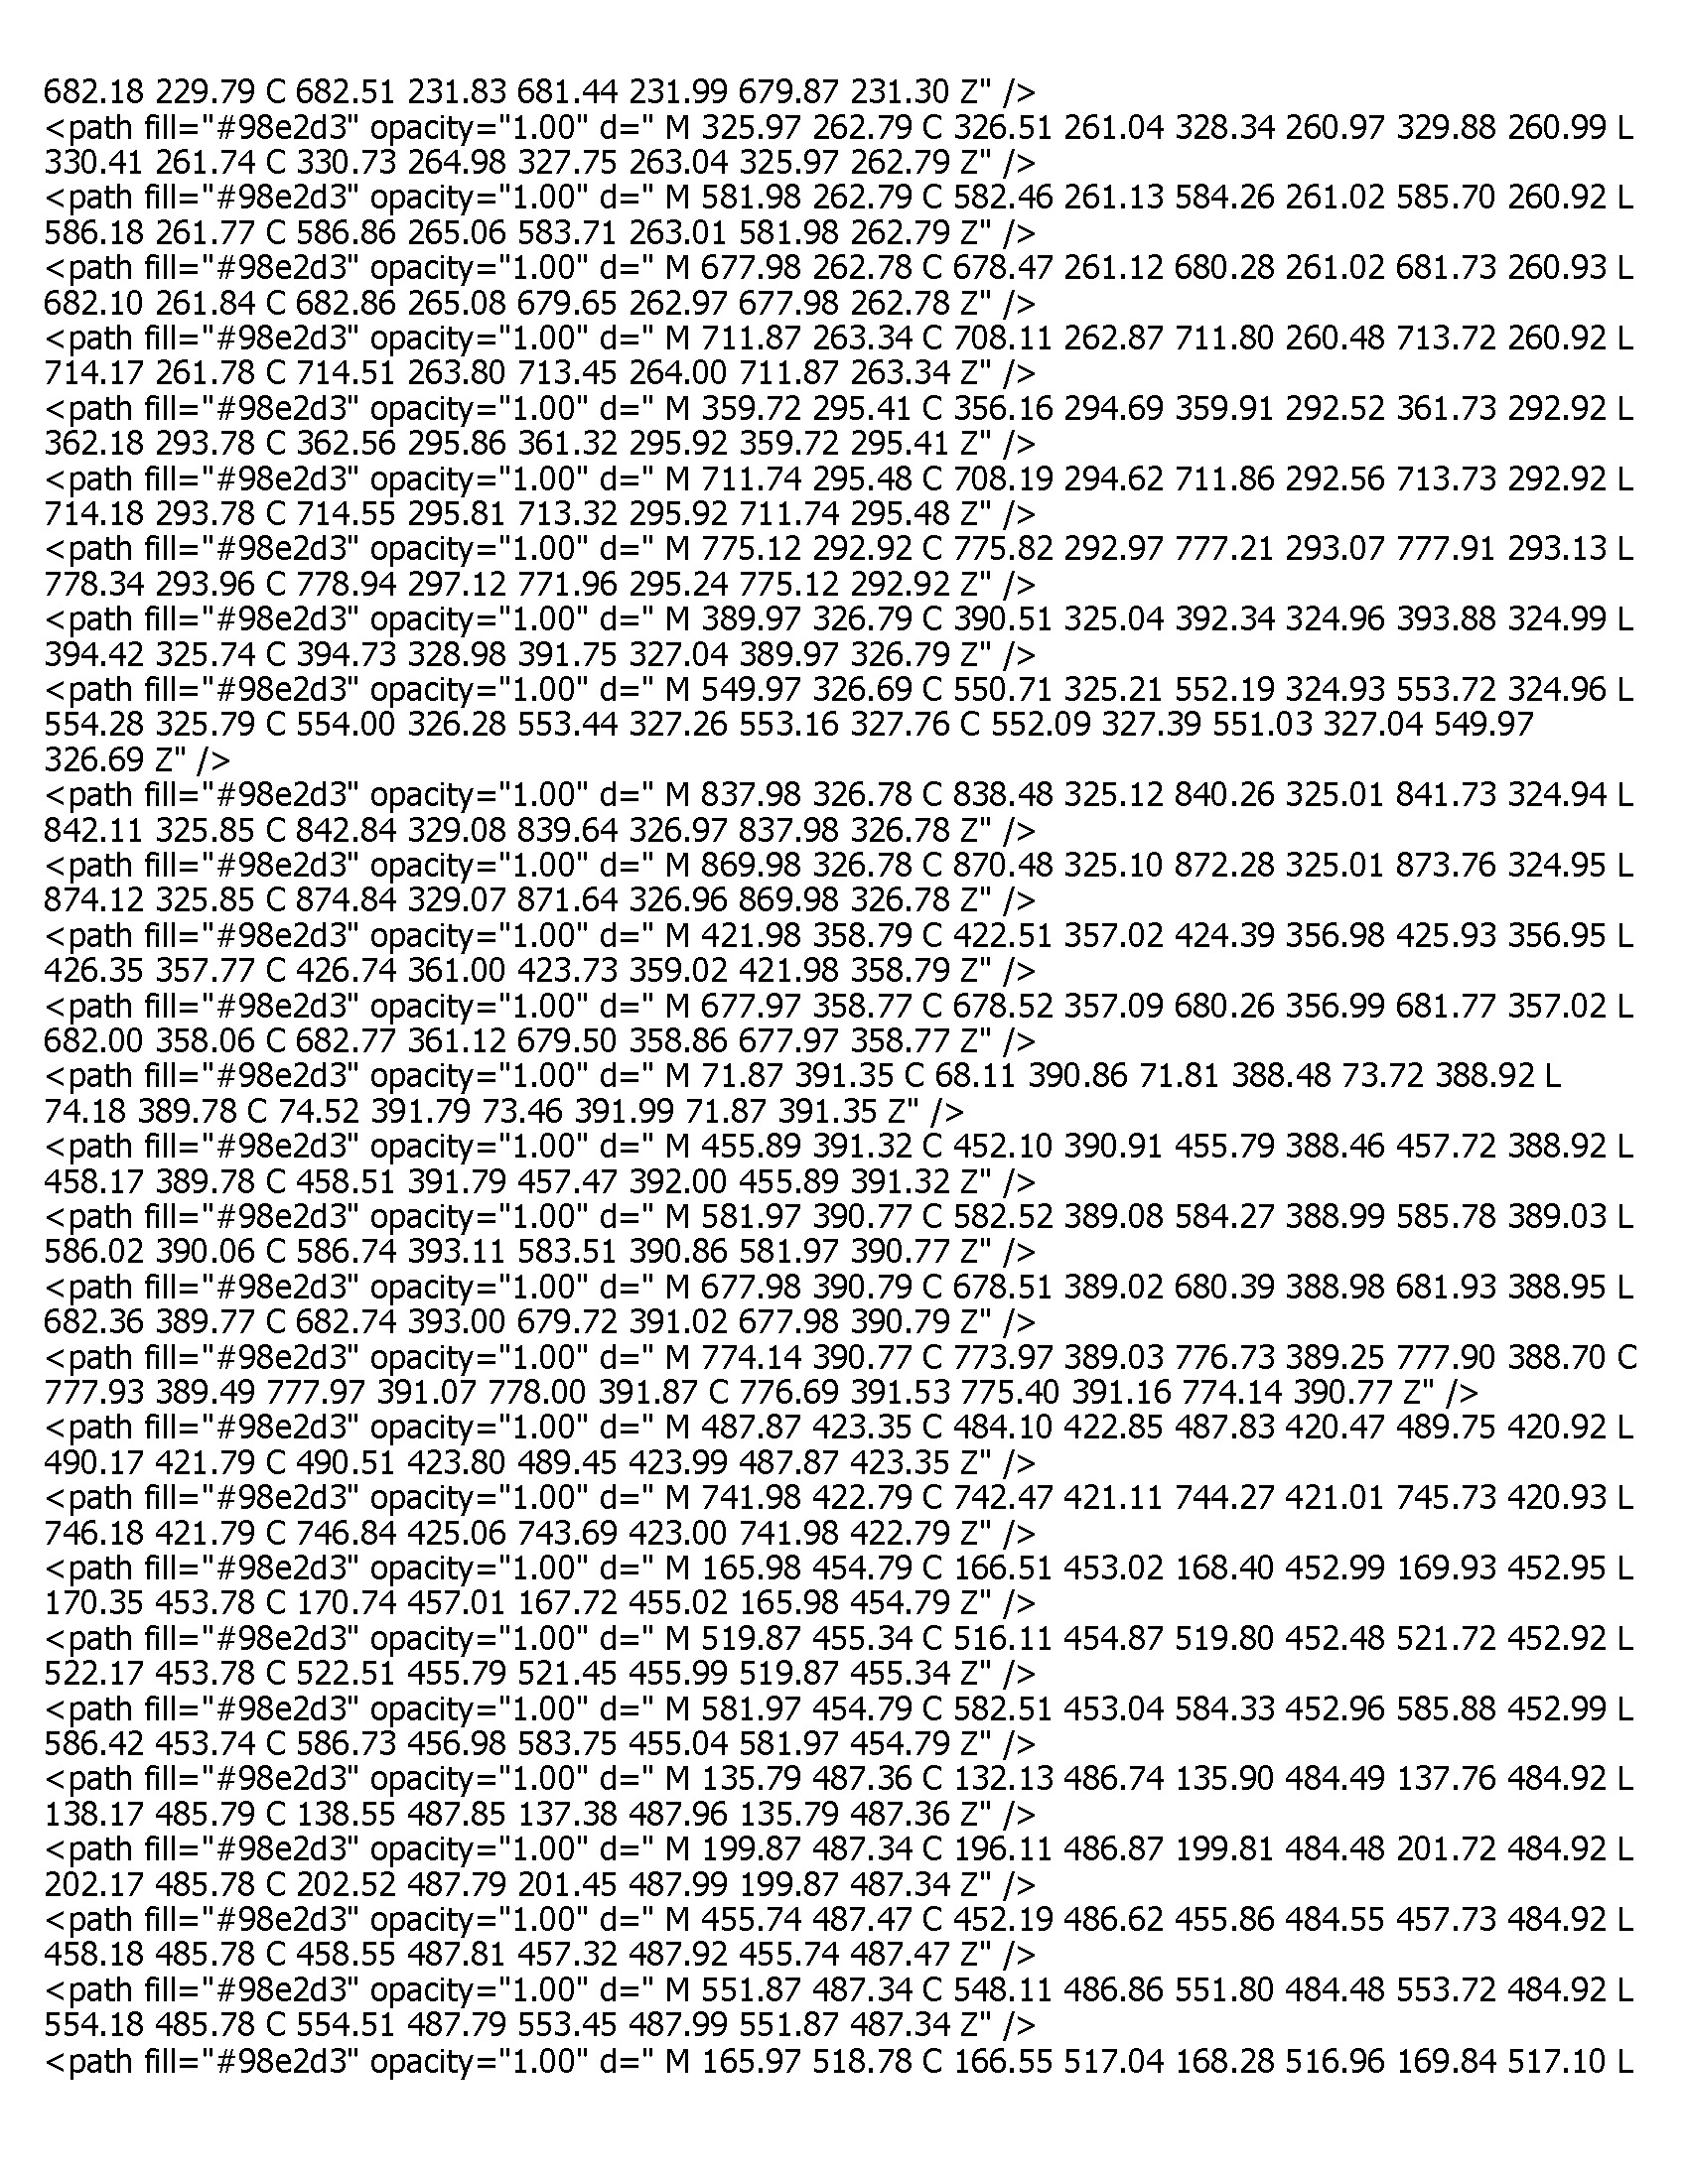 682.18 229.79 C 682.51 231.83 681.44 231.99 679.87 231.30 Z" />
<path fill="#98e2d3" opacity="1.00" d=" M 325.97 262.79 C 326.51 261.04 328.34 260.97 329.88 260.99 L
330.41 261.74 C 330.73 264.98 327.75 263.04 325.97 262.79 Z" />
<path fill="#98e2d3" opacity="1.00" d=" M 581.98 262.79 C 582.46 261.13 584.26 261.02 585.70 260.92 L
586.18 261.77 C 586.86 265.06 583.71 263.01 581.98 262.79 Z" />
<path fill="#98e2d3" opacity="1.00" d=" M 677.98 262.78 C 678.47 261.12 680.28 261.02 681.73 260.93 L
682.10 261.84 C 682.86 265.08 679.65 262.97 677.98 262.78 Z" />
<path fill="#98e2d3" opacity="1.00" d=" M 711.87 263.34 C 708.11 262.87 711.80 260.48 713.72 260.92 L
714.17 261.78 C 714.51 263.80 713.45 264.00 711.87 263.34 Z" />
<path fill="#98e2d3" opacity="1.00" d=" M 359.72 295.41 C 356.16 294.69 359.91 292.52 361.73 292.92 L
362.18 293.78 C 362.56 295.86 361.32 295.92 359.72 295.41 Z" />
<path fill="#98e2d3" opacity="1.00" d=" M 711.74 295.48 C 708.19 294.62 711.86 292.56 713.73 292.92 L
714.18 293.78 C 714.55 295.81 713.32 295.92 711.74 295.48 Z" />
<path fill="#98e2d3" opacity="1.00" d=" M 775.12 292.92 C 775.82 292.97 777.21 293.07 777.91 293.13 L
778.34 293.96 C 778.94 297.12 771.96 295.24 775.12 292.92 Z" />
<path fill="#98e2d3" opacity="1.00" d=" M 389.97 326.79 C 390.51 325.04 392.34 324.96 393.88 324.99 L
394.42 325.74 C 394.73 328.98 391.75 327.04 389.97 326.79 Z" />
<path fill="#98e2d3" opacity="1.00" d=" M 549.97 326.69 C 550.71 325.21 552.19 324.93 553.72 324.96 L
554.28 325.79 C 554.00 326.28 553.44 327.26 553.16 327.76 C 552.09 327.39 551.03 327.04 549.97
326.69 Z" />
<path fill="#98e2d3" opacity="1.00" d=" M 837.98 326.78 C 838.48 325.12 840.26 325.01 841.73 324.94 L
842.11 325.85 C 842.84 329.08 839.64 326.97 837.98 326.78 Z" />
<path fill="#98e2d3" opacity="1.00" d=" M 869.98 326.78 C 870.48 325.10 872.28 325.01 873.76 324.95 L
874.12 325.85 C 874.84 329.07 871.64 326.96 869.98 326.78 Z" />
<path fill="#98e2d3" opacity="1.00" d=" M 421.98 358.79 C 422.51 357.02 424.39 356.98 425.93 356.95 L
426.35 357.77 C 426.74 361.00 423.73 359.02 421.98 358.79 Z" />
<path fill="#98e2d3" opacity="1.00" d=" M 677.97 358.77 C 678.52 357.09 680.26 356.99 681.77 357.02 L
682.00 358.06 C 682.77 361.12 679.50 358.86 677.97 358.77 Z" />
<path fill="#98e2d3" opacity="1.00" d=" M 71.87 391.35 C 68.11 390.86 71.81 388.48 73.72 388.92 L
74.18 389.78 C 74.52 391.79 73.46 391.99 71.87 391.35 Z" />
<path fill="#98e2d3" opacity="1.00" d=" M 455.89 391.32 C 452.10 390.91 455.79 388.46 457.72 388.92 L
458.17 389.78 C 458.51 391.79 457.47 392.00 455.89 391.32 Z" />
<path fill="#98e2d3" opacity="1.00" d=" M 581.97 390.77 C 582.52 389.08 584.27 388.99 585.78 389.03 L
586.02 390.06 C 586.74 393.11 583.51 390.86 581.97 390.77 Z" />
<path fill="#98e2d3" opacity="1.00" d=" M 677.98 390.79 C 678.51 389.02 680.39 388.98 681.93 388.95 L
682.36 389.77 C 682.74 393.00 679.72 391.02 677.98 390.79 Z" />
<path fill="#98e2d3" opacity="1.00" d=" M 774.14 390.77 C 773.97 389.03 776.73 389.25 777.90 388.70 C
777.93 389.49 777.97 391.07 778.00 391.87 C 776.69 391.53 775.40 391.16 774.14 390.77 Z" />
<path fill="#98e2d3" opacity="1.00" d=" M 487.87 423.35 C 484.10 422.85 487.83 420.47 489.75 420.92 L
490.17 421.79 C 490.51 423.80 489.45 423.99 487.87 423.35 Z" />
<path fill="#98e2d3" opacity="1.00" d=" M 741.98 422.79 C 742.47 421.11 744.27 421.01 745.73 420.93 L
746.18 421.79 C 746.84 425.06 743.69 423.00 741.98 422.79 Z" />
<path fill="#98e2d3" opacity="1.00" d=" M 165.98 454.79 C 166.51 453.02 168.40 452.99 169.93 452.95 L
170.35 453.78 C 170.74 457.01 167.72 455.02 165.98 454.79 Z" />
<path fill="#98e2d3" opacity="1.00" d=" M 519.87 455.34 C 516.11 454.87 519.80 452.48 521.72 452.92 L
522.17 453.78 C 522.51 455.79 521.45 455.99 519.87 455.34 Z" />
<path fill="#98e2d3" opacity="1.00" d=" M 581.97 454.79 C 582.51 453.04 584.33 452.96 585.88 452.99 L
586.42 453.74 C 586.73 456.98 583.75 455.04 581.97 454.79 Z" />
<path fill="#98e2d3" opacity="1.00" d=" M 135.79 487.36 C 132.13 486.74 135.90 484.49 137.76 484.92 L
138.17 485.79 C 138.55 487.85 137.38 487.96 135.79 487.36 Z" />
<path fill="#98e2d3" opacity="1.00" d=" M 199.87 487.34 C 196.11 486.87 199.81 484.48 201.72 484.92 L
202.17 485.78 C 202.52 487.79 201.45 487.99 199.87 487.34 Z" />
<path fill="#98e2d3" opacity="1.00" d=" M 455.74 487.47 C 452.19 486.62 455.86 484.55 457.73 484.92 L
458.18 485.78 C 458.55 487.81 457.32 487.92 455.74 487.47 Z" />
<path fill="#98e2d3" opacity="1.00" d=" M 551.87 487.34 C 548.11 486.86 551.80 484.48 553.72 484.92 L
554.18 485.78 C 554.51 487.79 553.45 487.99 551.87 487.34 Z" />
<path fill="#98e2d3" opacity="1.00" d=" M 165.97 518.78 C 166.55 517.04 168.28 516.96 169.84 517.10 L